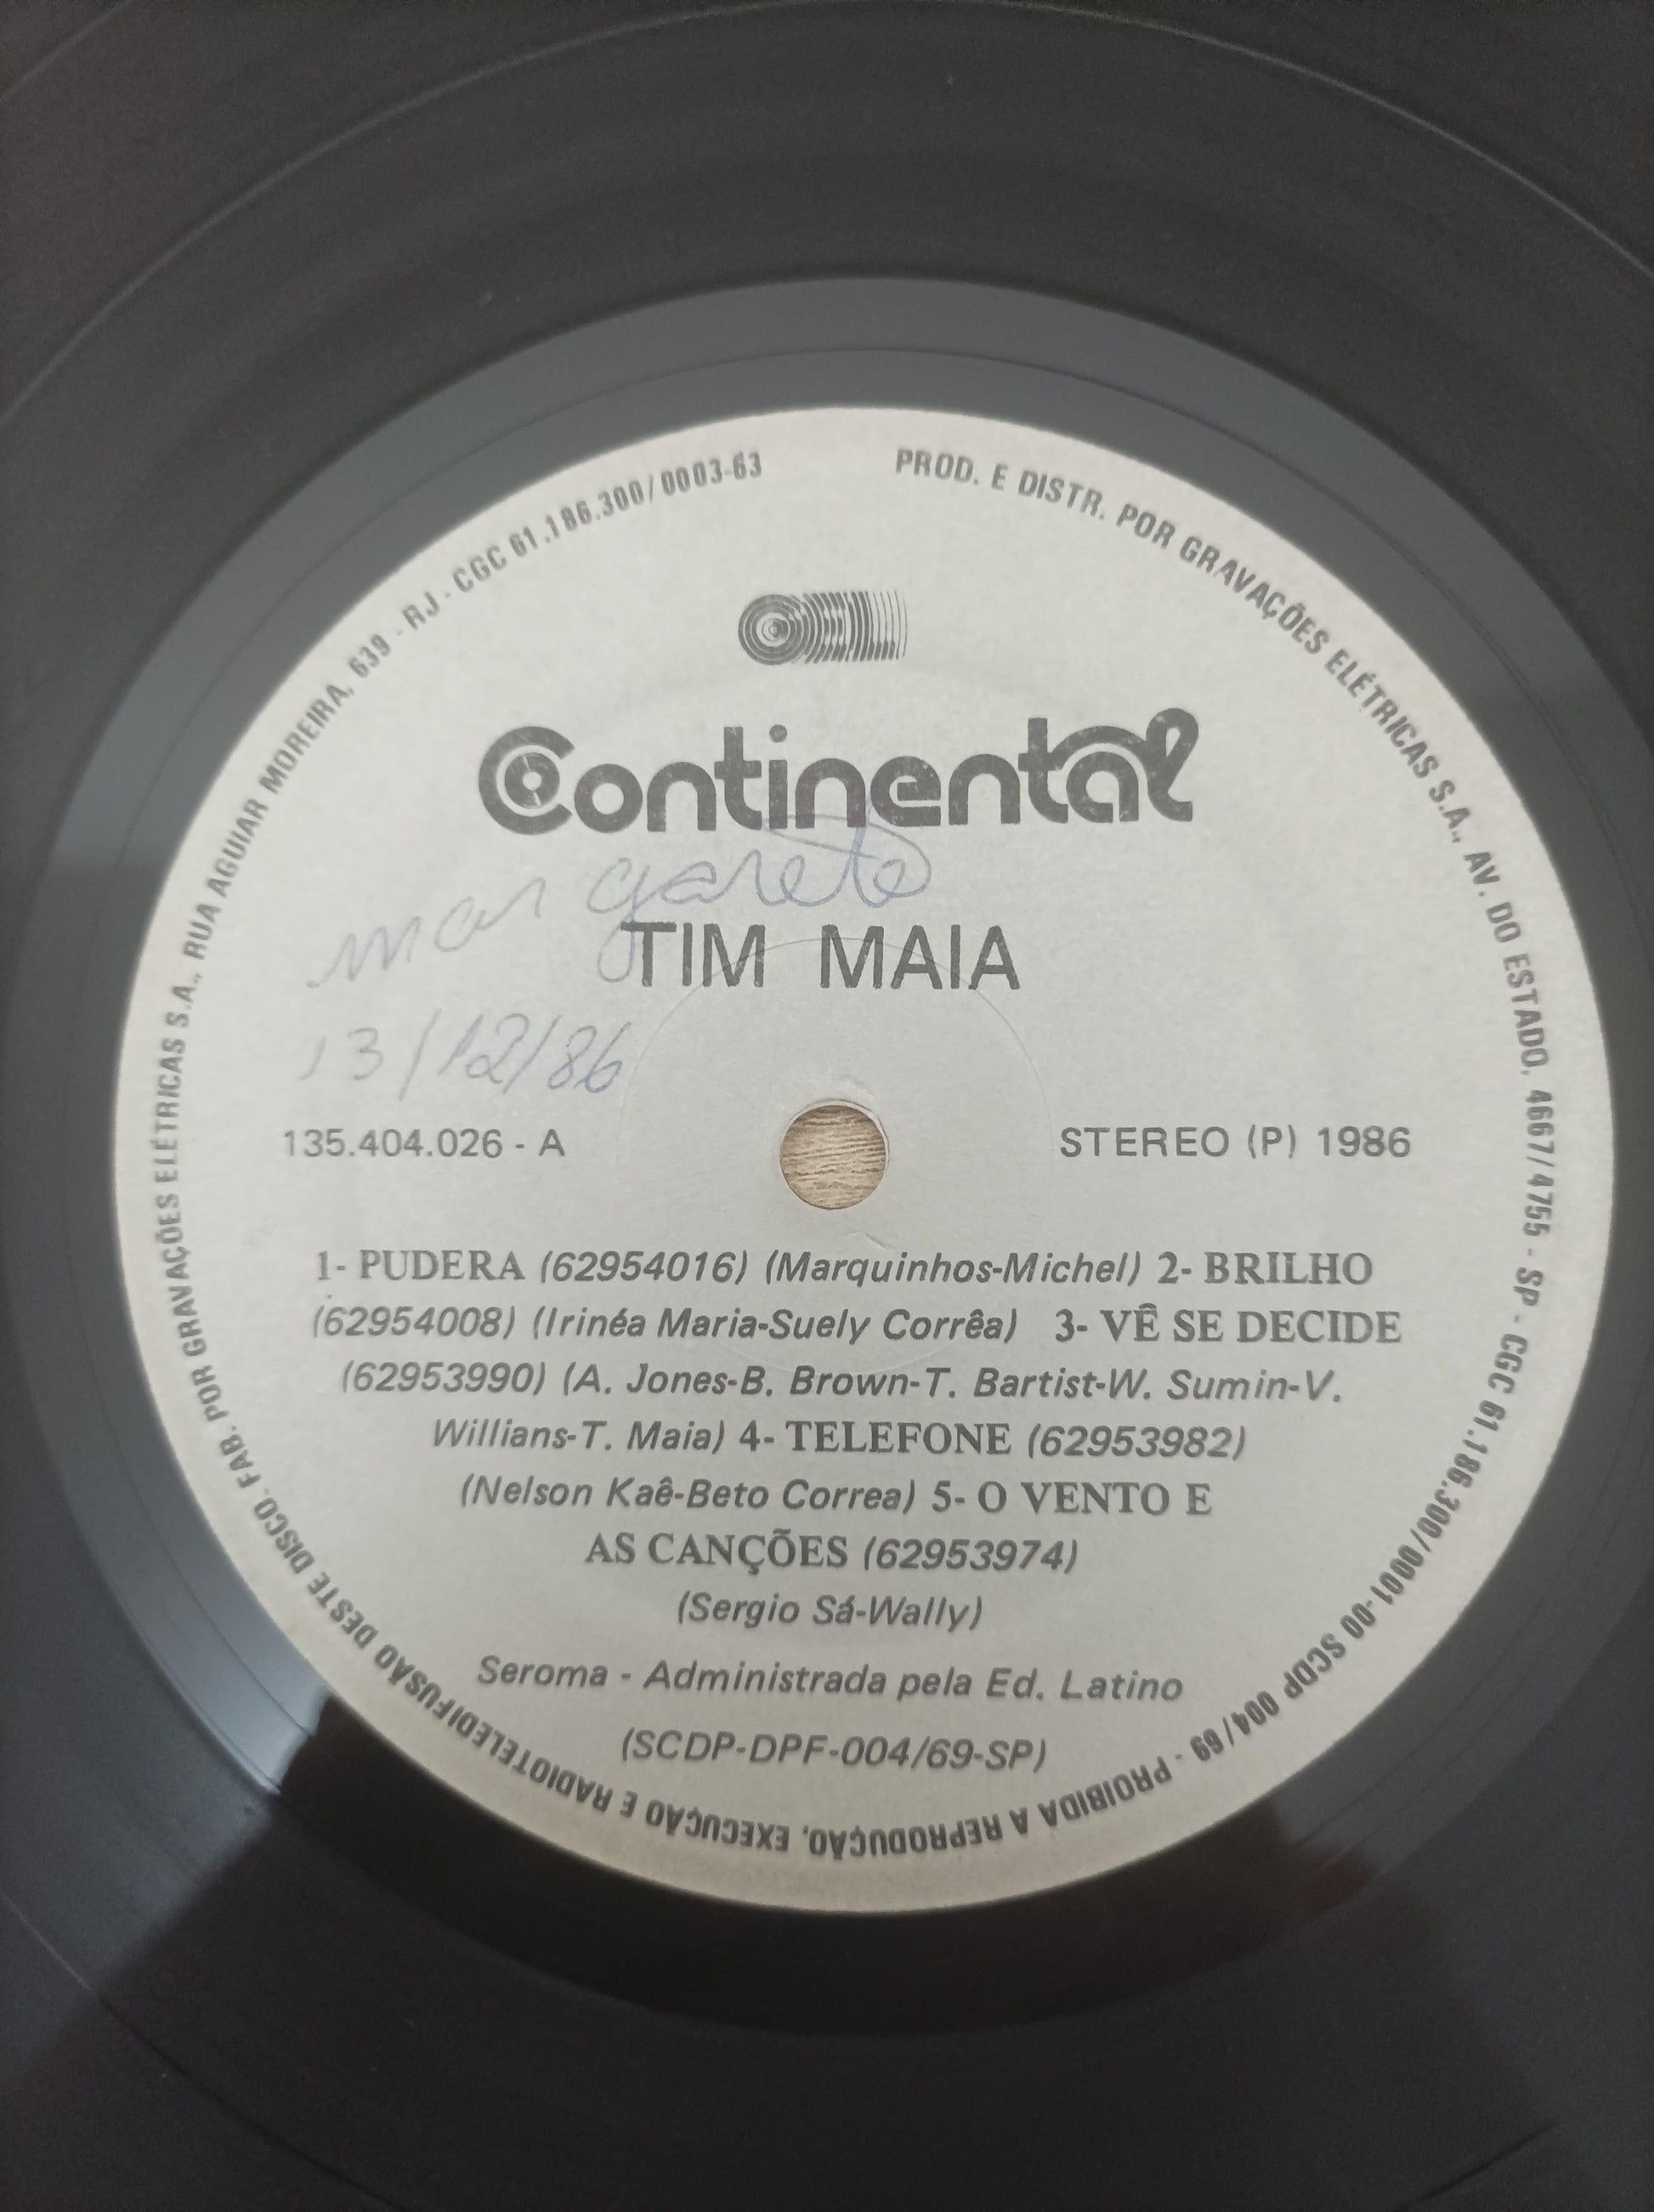 PROD. E DISTR. POR GRAVAÇÕES ELÉTRICAS S.A., AV. DO ESTADO, 4667/4755 - SP - CGC 61.186.300/0001-00 SCDP 004/69 - PROIBIDA A REPRODUÇÃO, EXECUÇÃO E RADIOTELEDIFUSÃO DESTE DISCO. FAB. POR GRAVAÇÕES ELÉTRICAS S.A., RUA AGUIAR MOREIRA, 639 - RJ - CGC 61.186.300/0003-63
Continental
margarete
TIM MAIA
13/12/86
135.404.026 - A
STEREO (P) 1986
1- PUDERA (62954016) (Marquinhos-Michel) 2- BRILHO
(62954008) (Irinéa Maria-Suely Corrêa) 3- VÊ SE DECIDE
(62953990) (A. Jones-B. Brown-T. Bartist-W. Sumin-V.
Willians-T. Maia) 4- TELEFONE (62953982)
(Nelson Kaê-Beto Correa) 5- O VENTO E
AS CANÇÕES (62953974)
(Sergio Sá-Wally)
Seroma - Administrada pela Ed. Latino
(SCDP-DPF-004/69-SP)